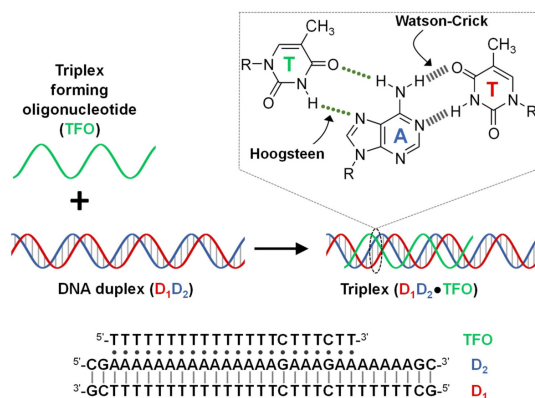 Triplex
forming
oligonucleotide
(TFO)
+
Watson-Crick
Hoogsteen
CH3
O
T
R
N
N
H
O
H
N
H
N
A
N
N
N
R
O
CH3
T
H
N
N
R
O
DNA duplex (D1D2)
Triplex (D1D2•TFO)
5'-TTTTTTTTTTTTTTTCTTTCTT-3' TFO
5'-CGAAAAAAAAAAAAAAAGAAAGAAAAAAAAGC-3' D2
3'-GCTTTTTTTTTTTTTTTCTTTCTTTTTTTTCG-5' D1